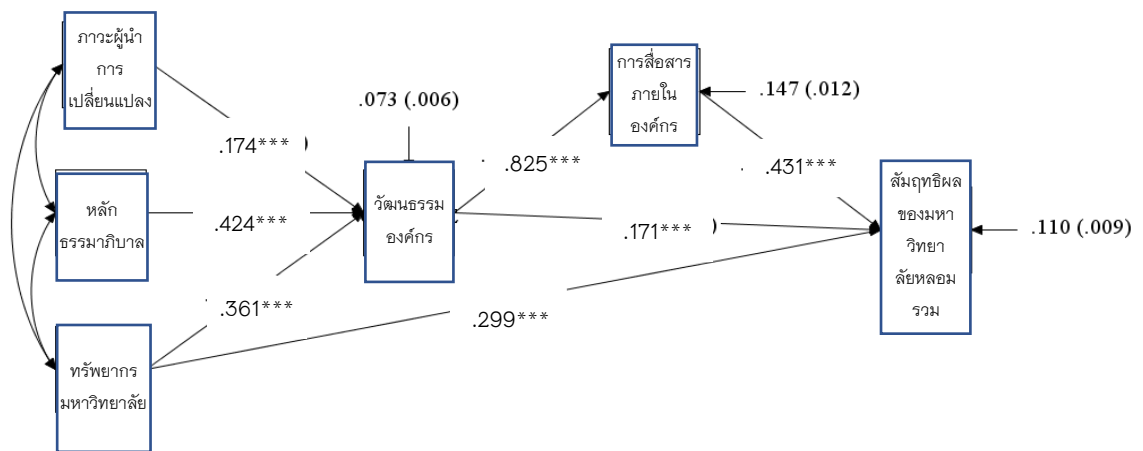 ภาวะผู้นำ
การ
เปลี่ยนแปลง
การสื่อสาร
ภายใน
องค์กร
.147 (.012)
.073 (.006)
.174***
.825***
.431***
หลัก
ธรรมาภิบาล
.424***
วัฒนธรรม
องค์กร
.171***
สัมฤทธิผล
ของมหา
วิทยา
ลัยหลอม
รวม
.110 (.009)
.361***
.299***
ทรัพยากร
มหาวิทยาลัย